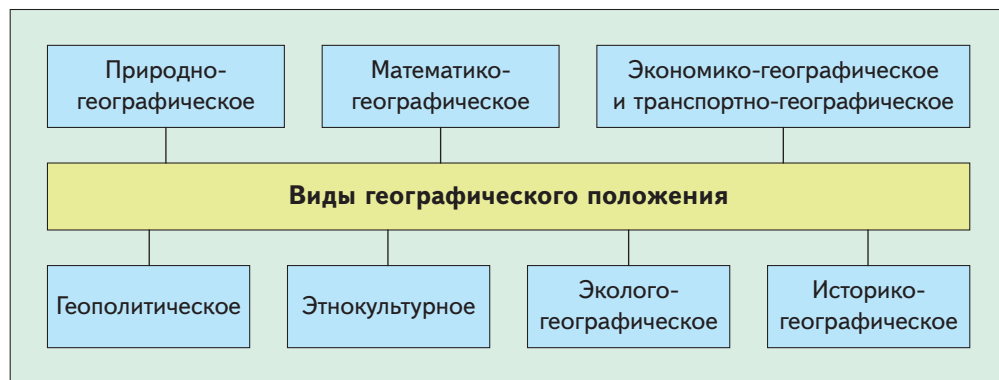 Природно-
географическое
Математико-
географическое
Экономико-географическое
и транспортно-географическое
Виды географического положения
Геополитическое
Этнокультурное
Эколого-
географическое
Историко-
географическое